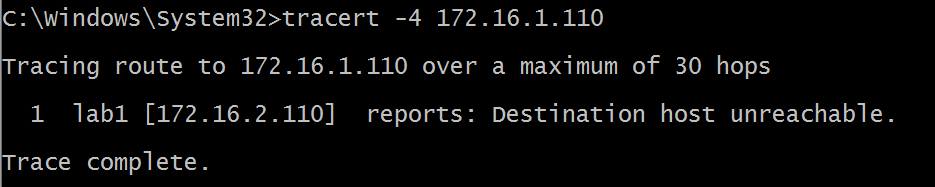 C:\Windows\System32>tracert -4 172.16.1.110
Tracing route to 172.16.1.110 over a maximum of 30 hops
1 lab1 [172.16.2.110] reports: Destination host unreachable.
Trace complete.